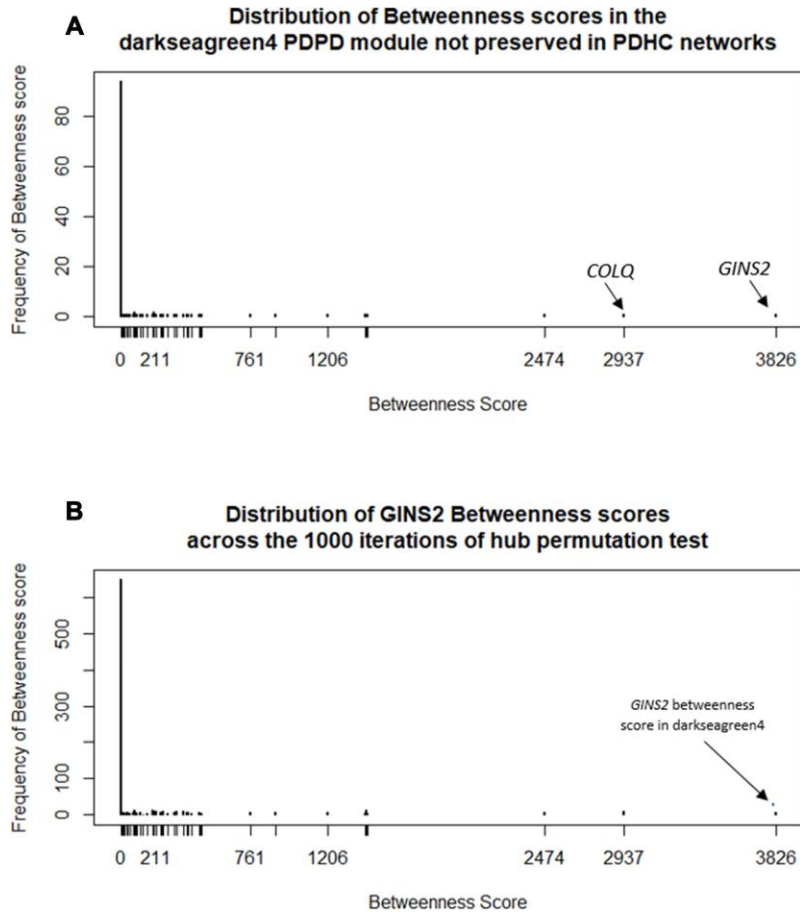 A
Distribution of Betweenness scores in the
darkseagreen4 PDPD module not preserved in PDHC networks
Frequency of Betweenness score
80
60
40
20
0
COLQ
GINS2
0 211 761 1206 2474 2937 3826
Betweenness Score
B
Distribution of GINS2 Betweenness scores
across the 1000 iterations of hub permutation test
Frequency of Betweenness score
500
300
100
0
GINS2 betweenness
score in darkseagreen4
0 211 761 1206 2474 2937 3826
Betweenness Score